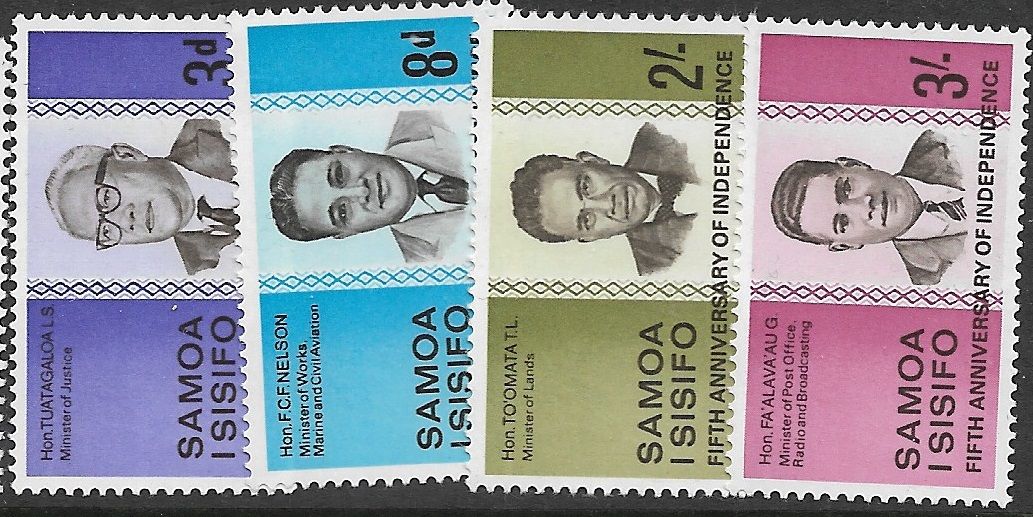 3d
Hon.TUATAGALOA L.S.
Minister of Justice
SAMOA
I SISIFO
8d
Hon.F.C.F.NELSON
Minister of Works,
Marine and Civil Aviation
SAMOA
I SISIFO
2/-
Hon.TO'OMATA T.L.
Minister of Lands
SAMOA
I SISIFO
FIFTH ANNIVERSARY OF INDEPENDENCE
3/-
Hon. FA'ALAVA'AU G.
Minister of Post Office,
Radio and Broadcasting
SAMOA
I SISIFO
FIFTH ANNIVERSARY OF INDEPENDENCE